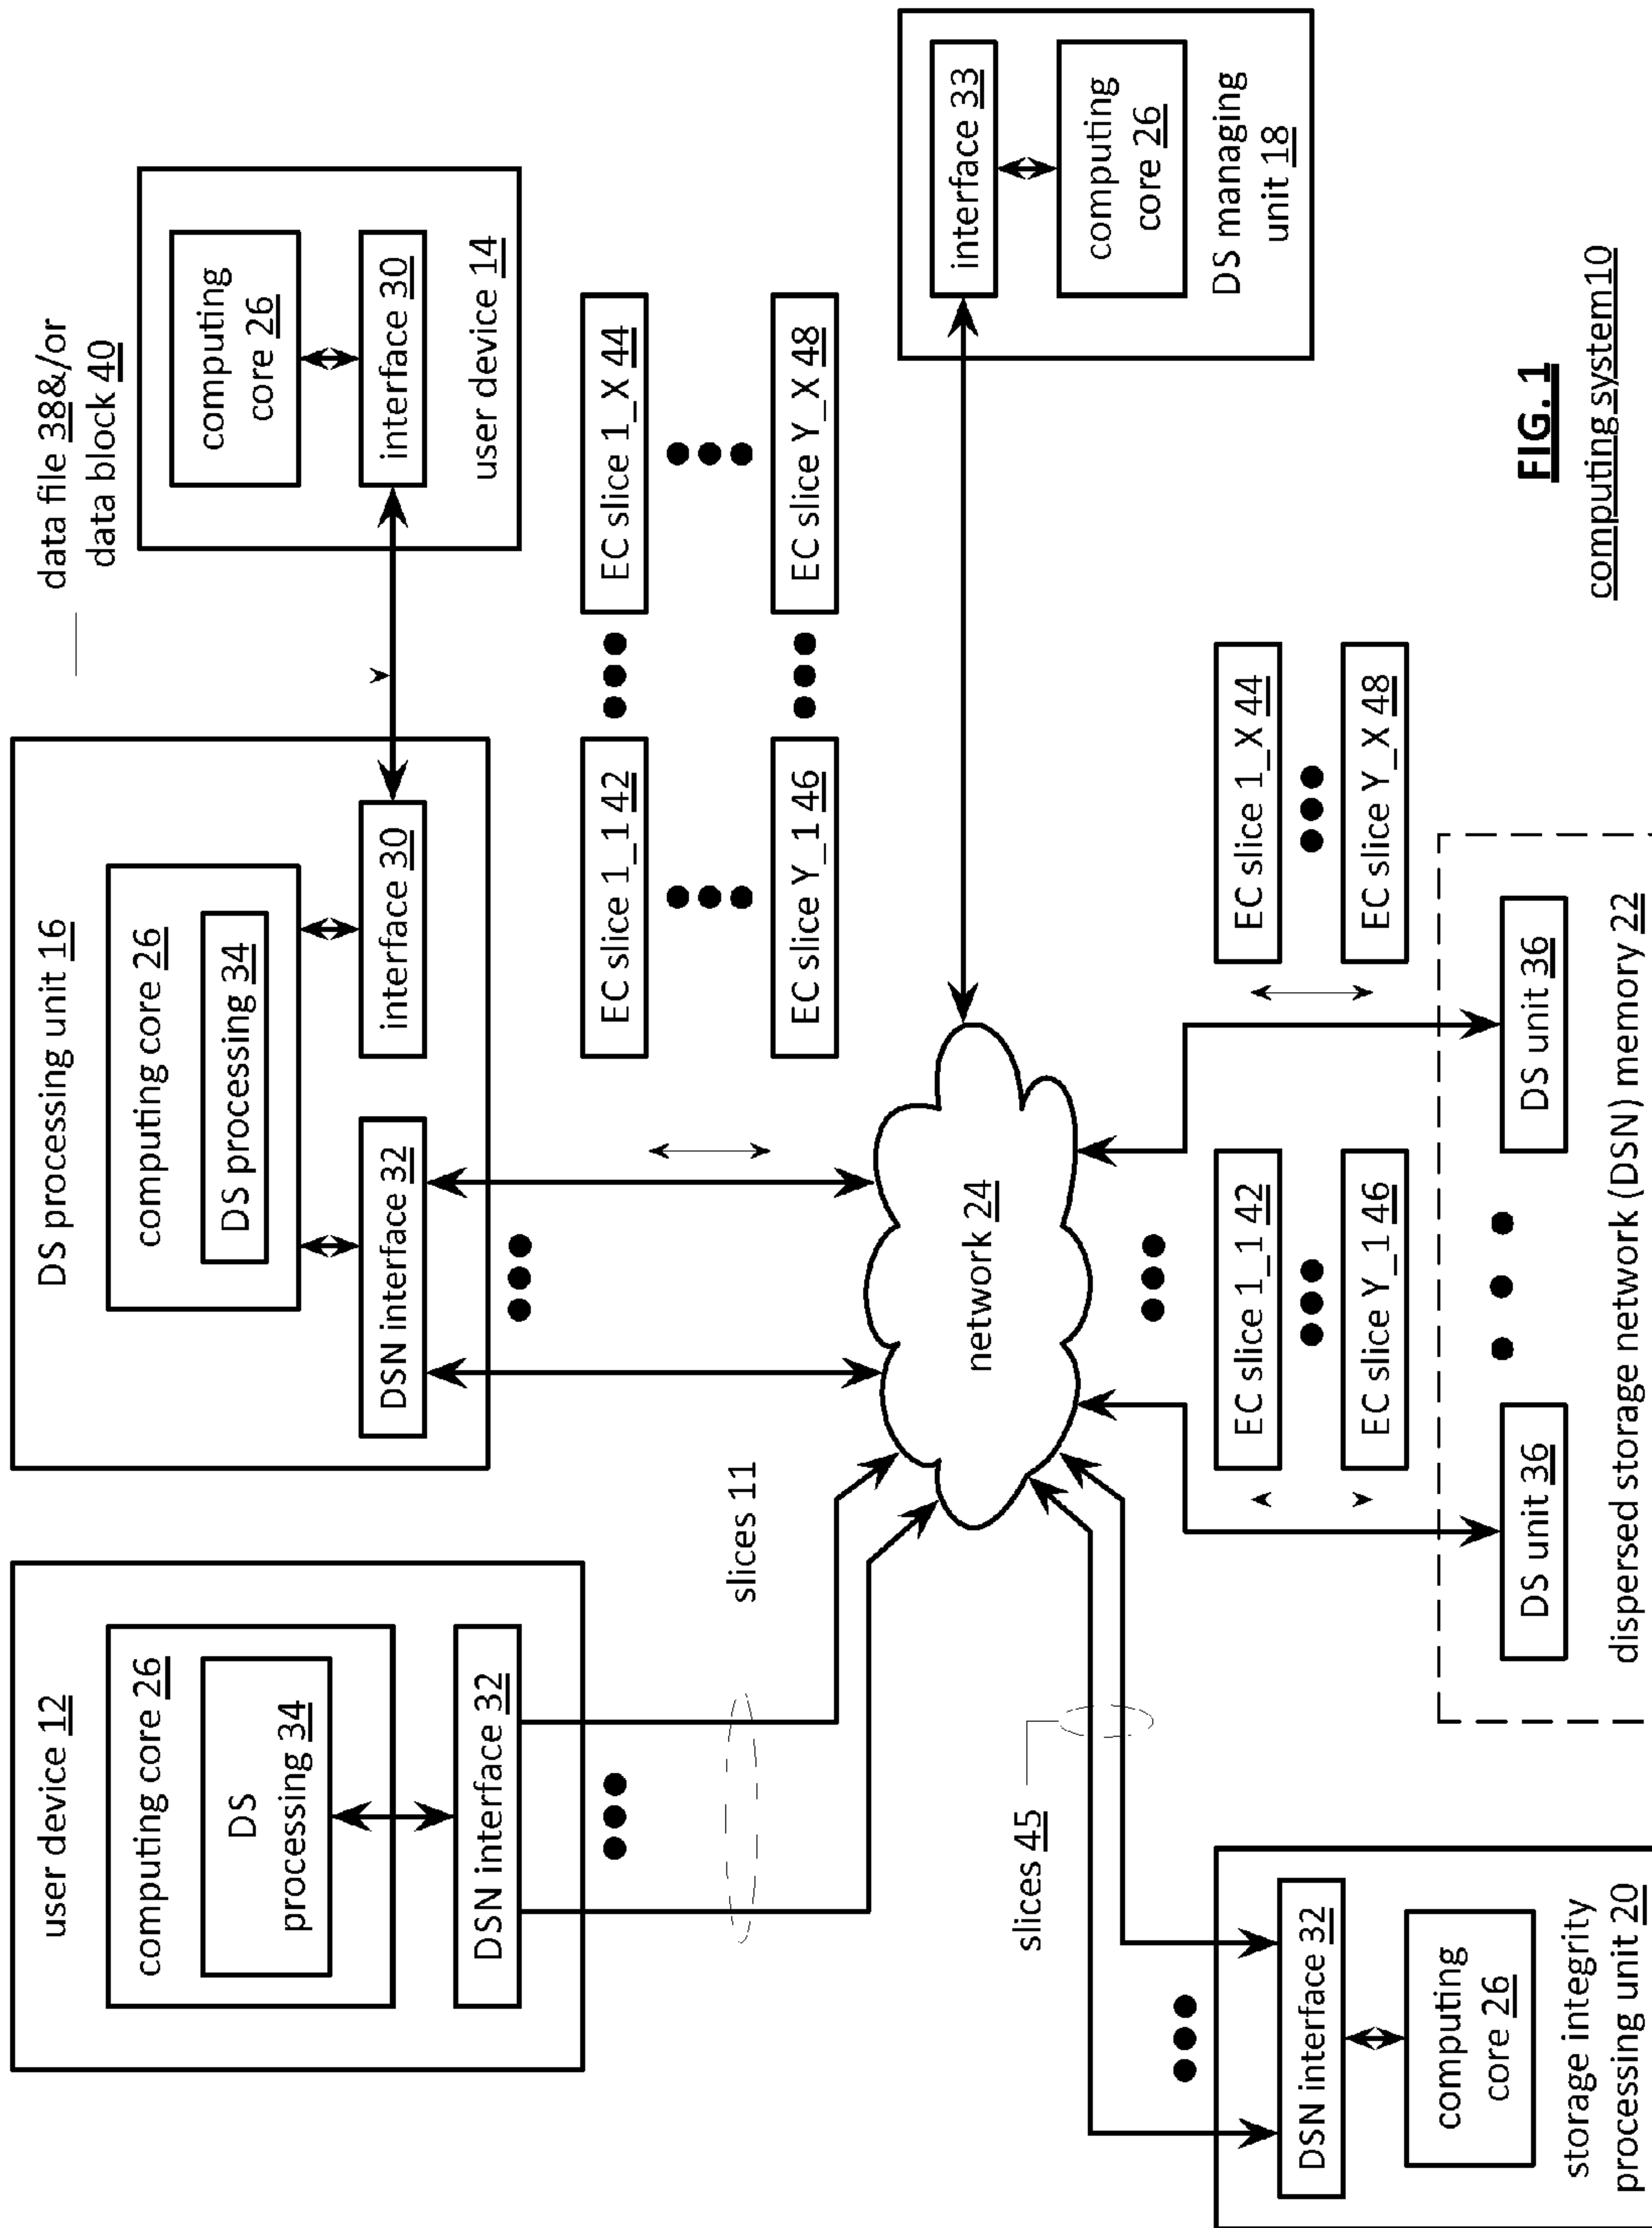 user device 12
computing core 26
DS
processing 34
DSN interface 32
DS processing unit 16
computing core 26
DS processing 34
DSN interface 32
interface 30
data file 38&/or
data block 40
computing
core 26
interface 30
user device 14
slices 11
EC slice 1_1 42
EC slice 1_X 44
EC slice Y_1 46
EC slice Y_X 48
network 24
interface 33
computing
core 26
DS managing
unit 18
slices 45
DSN interface 32
computing
core 26
storage integrity
processing unit 20
EC slice 1_1 42
EC slice Y_1 46
EC slice 1_X 44
EC slice Y_X 48
DS unit 36
DS unit 36
dispersed storage network (DSN) memory 22
FIG. 1
computing system10